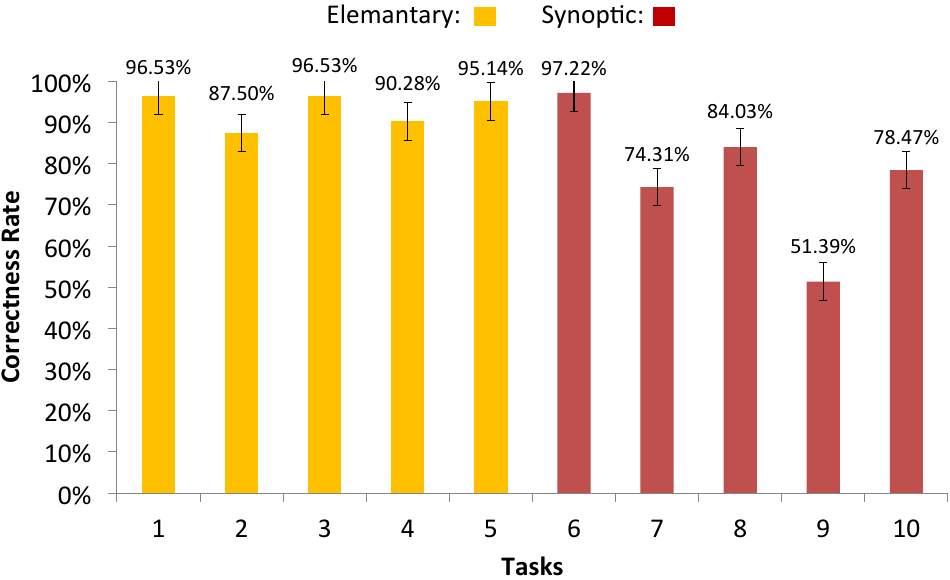 Elemantary: Synoptic:
96.53% 87.50% 96.53% 90.28% 95.14% 97.22% 74.31% 84.03% 51.39% 78.47%
100%
90%
80%
70%
60%
50%
40%
30%
20%
10%
0%
Correctness Rate
1 2 3 4 5 6 7 8 9 10
Tasks